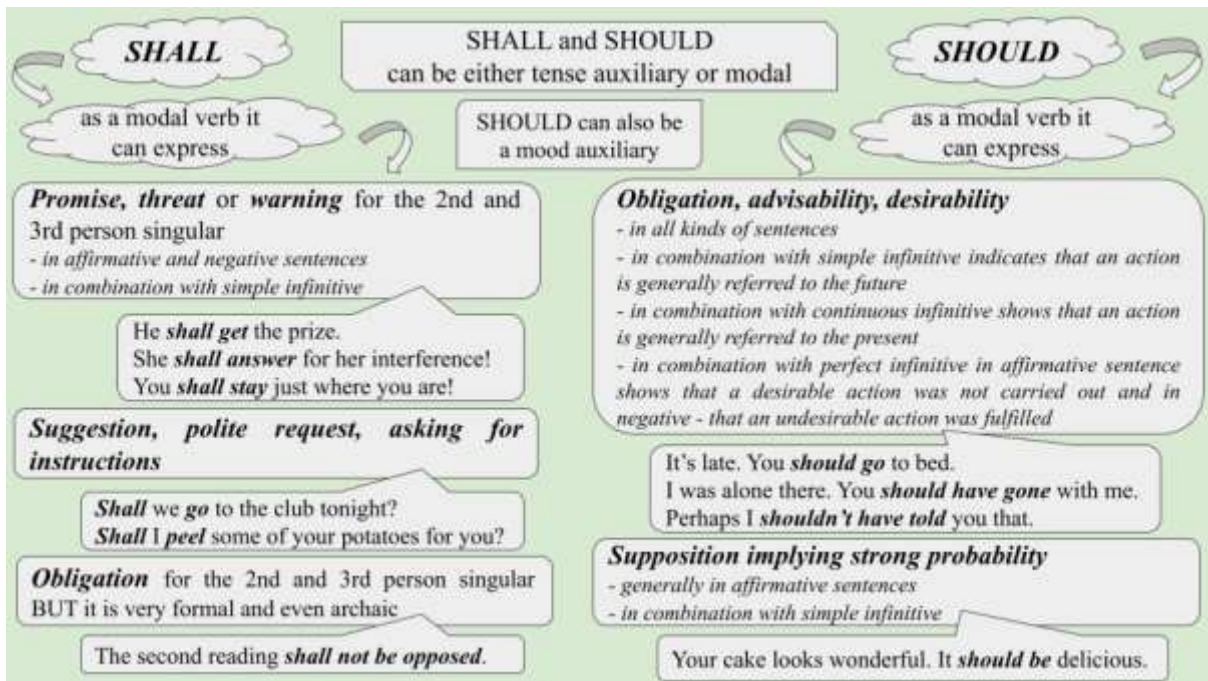 SHALL
SHALL and SHOULD
can be either tense auxiliary or modal
SHOULD
as a modal verb it
can express
SHOULD can also be
a mood auxiliary
as a modal verb it
can express
Promise, threat or warning for the 2nd and
3rd person singular
- in affirmative and negative sentences
- in combination with simple infinitive
He shall get the prize.
She shall answer for her interference!
You shall stay just where you are!
Suggestion, polite request, asking for
instructions
Shall we go to the club tonight?
Shall I peel some of your potatoes for you?
Obligation for the 2nd and 3rd person singular
BUT it is very formal and even archaic
The second reading shall not be opposed.
Obligation, advisability, desirability
- in all kinds of sentences
- in combination with simple infinitive indicates that an action
is generally referred to the future
- in combination with continuous infinitive shows that an action
is generally referred to the present
- in combination with perfect infinitive in affirmative sentence
shows that a desirable action was not carried out and in
negative - that an undesirable action was fulfilled
It's late. You should go to bed.
I was alone there. You should have gone with me.
Perhaps I shouldn't have told you that.
Supposition implying strong probability
- generally in affirmative sentences
- in combination with simple infinitive
Your cake looks wonderful. It should be delicious.